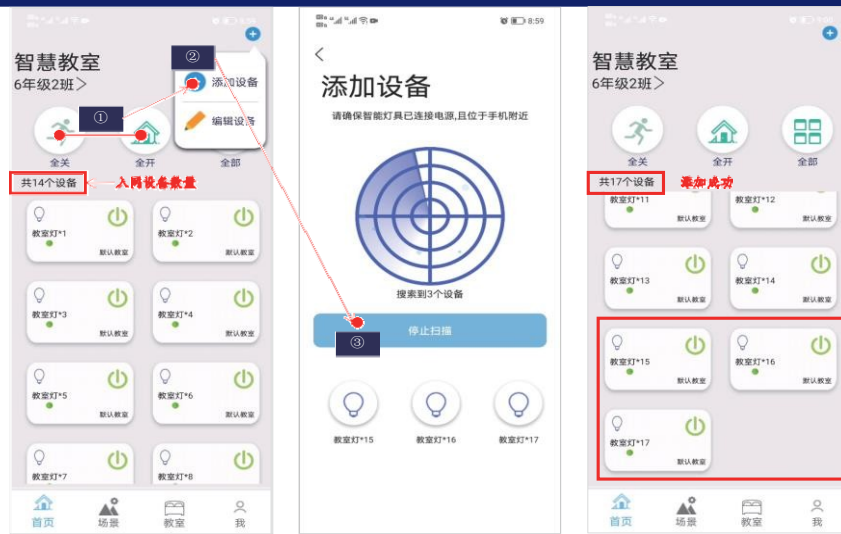 智慧教室
6年级2班>
②
添加设备
①
编辑设备
全关
全开
全部
共14个设备
入网设备数量
教室灯*1
默认教室
教室灯*2
默认教室
教室灯*3
默认教室
教室灯*4
默认教室
教室灯*5
默认教室
教室灯*6
默认教室
教室灯*7
教室灯*8
首页
场景
教室
我
8:59
添加设备
请确保智能灯具已连接电源,且位于手机附近
搜索到3个设备
停止扫描
③
教室灯*15
教室灯*16
教室灯*17
智慧教室
6年级2班>
全关
全开
全部
共17个设备
添加成功
教室灯*11
默认教室
教室灯*12
默认教室
教室灯*13
默认教室
教室灯*14
默认教室
教室灯*15
默认教室
教室灯*16
默认教室
教室灯*17
默认教室
首页
场景
教室
我